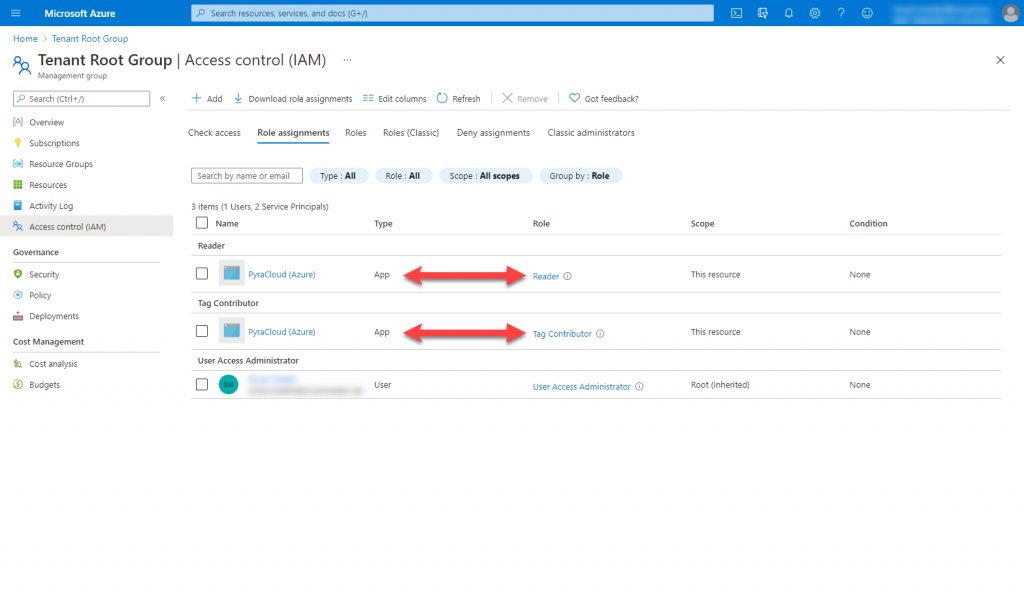 Microsoft Azure
Search resources, services, and docs (G+/)
Home > Tenant Root Group
Tenant Root Group | Access control (IAM) ...
Management group
Search (Ctrl+/) «
Add Download role assignments Edit columns Refresh Remove Got feedback?
Overview
Subscriptions
Resource Groups
Resources
Activity Log
Access control (IAM)
Governance
Security
Policy
Deployments
Cost Management
Cost analysis
Budgets
Check access Role assignments Roles Roles (Classic) Deny assignments Classic administrators
Search by name or email Type : All Role : All Scope : All scopes Group by : Role
3 items (1 Users, 2 Service Principals)
Name Type Role Scope Condition
Reader
PyraCloud (Azure) App Reader This resource None
Tag Contributor
PyraCloud (Azure) App Tag Contributor This resource None
User Access Administrator
SM User User Access Administrator Root (Inherited) None